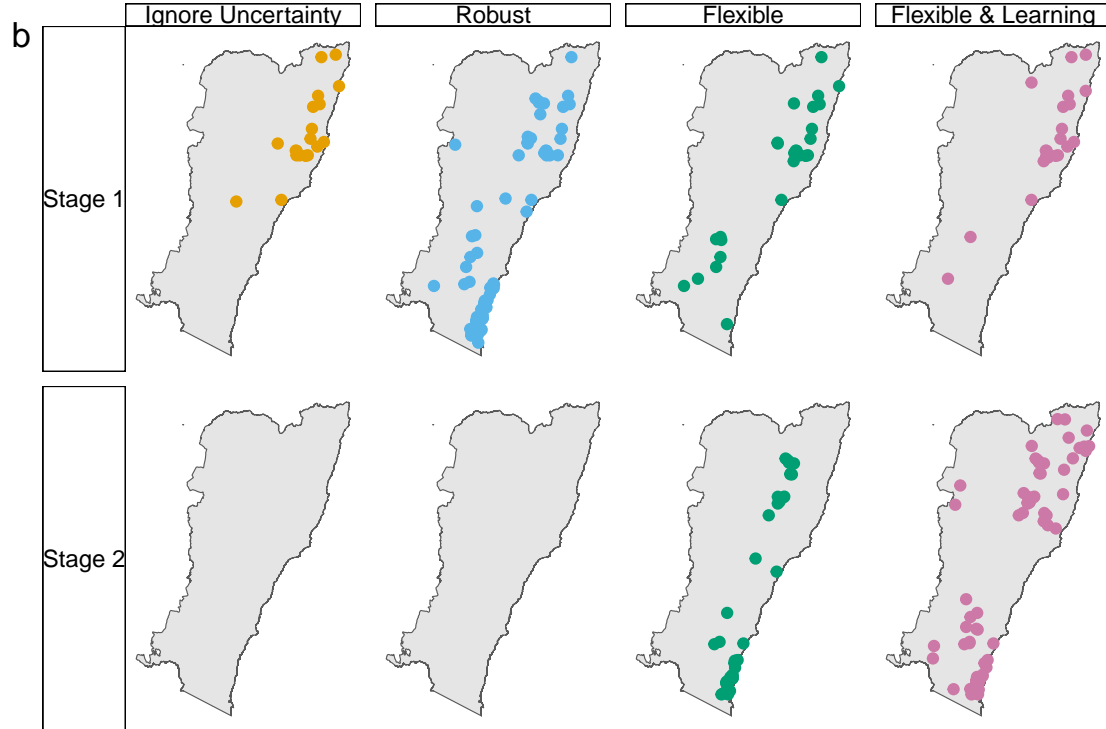 b
Ignore Uncertainty
Robust
Flexible
Flexible & Learning
Stage 1
Stage 2